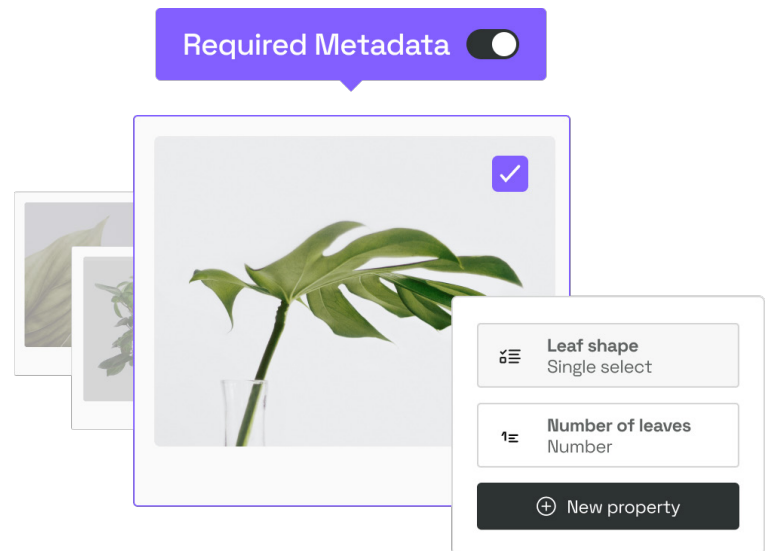 Required Metadata
Leaf shape
Single select
Number of leaves
Number
New property